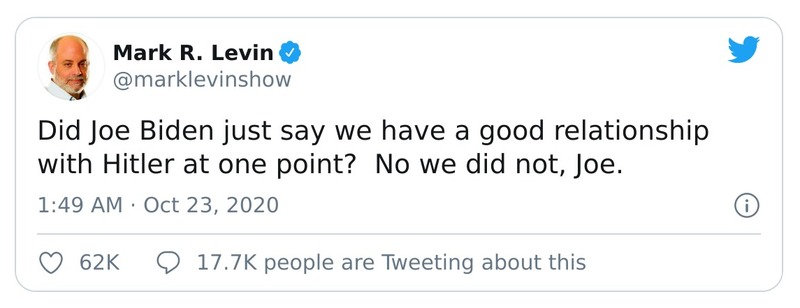 Mark R. Levin
@marklevinshow
Did Joe Biden just say we have a good relationship
with Hitler at one point?  No we did not, Joe.
1:49 AM · Oct 23, 2020
62K 17.7K people are Tweeting about this